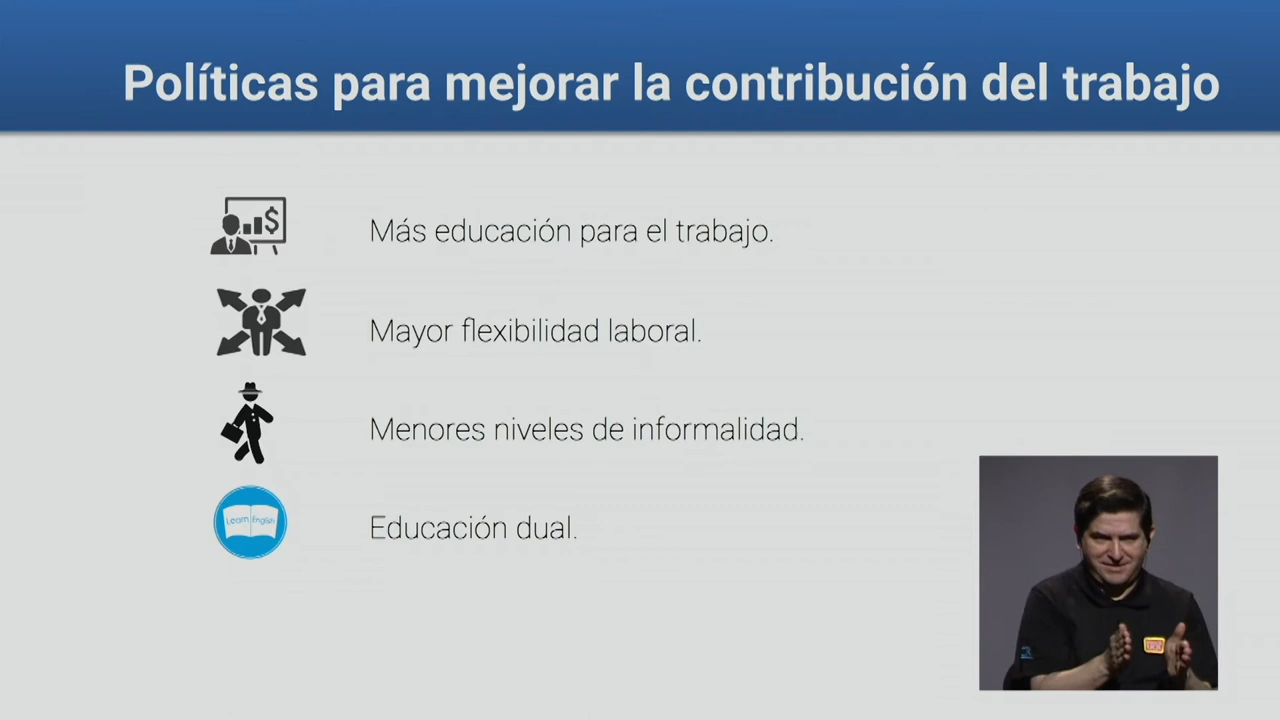 Políticas para mejorar la contribución del trabajo
Más educación para el trabajo.
Mayor flexibilidad laboral.
Menores niveles de informalidad.
Learn English
Educación dual.